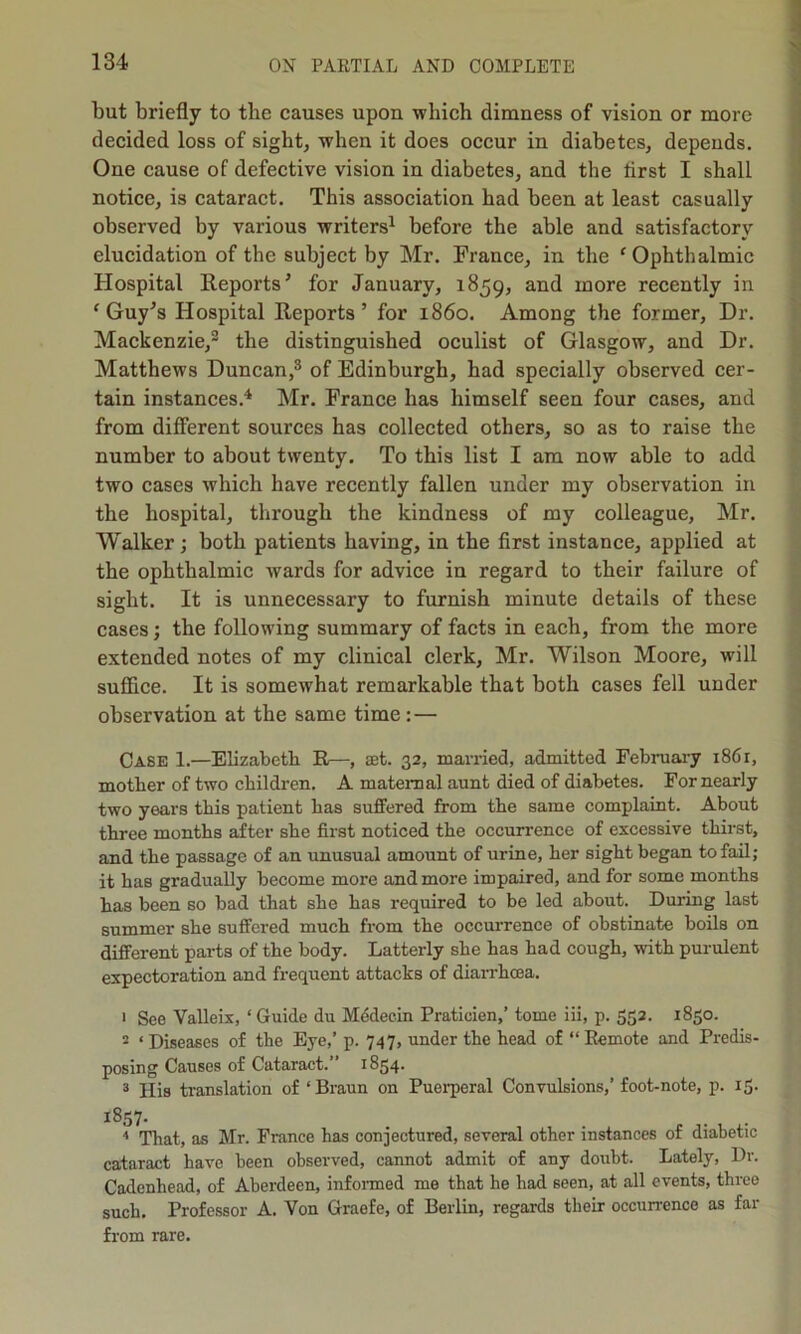 134 ON PARTIAL AND COMPLETE
but briefly to the causes upon which dimness of vision or more
decided loss of sight, when it does occur in diabetes, depends.
One cause of defective vision in diabetes, and the first I shall
notice, is cataract. This association had been at least casually
observed by various writers¹ before the able and satisfactory
elucidation of the subject by Mr. France, in the ‘Ophthalmic
Hospital Reports’ for January, 1859, and more recently in
‘Guy’s Hospital Reports’ for 1860. Among the former, Dr.
Mackenzie,² the distinguished oculist of Glasgow, and Dr.
Matthews Duncan,³ of Edinburgh, had specially observed cer-
tain instances.⁴ Mr. France has himself seen four cases, and
from different sources has collected others, so as to raise the
number to about twenty. To this list I am now able to add
two cases which have recently fallen under my observation in
the hospital, through the kindness of my colleague, Mr.
Walker; both patients having, in the first instance, applied at
the ophthalmic wards for advice in regard to their failure of
sight. It is unnecessary to furnish minute details of these
cases; the following summary of facts in each, from the more
extended notes of my clinical clerk, Mr. Wilson Moore, will
suffice. It is somewhat remarkable that both cases fell under
observation at the same time:—
CASE 1.—Elizabeth R—, æt. 32, married, admitted February 1861,
mother of two children. A maternal aunt died of diabetes. For nearly
two years this patient has suffered from the same complaint. About
three months after she first noticed the occurrence of excessive thirst,
and the passage of an unusual amount of urine, her sight began to fail;
it has gradually become more and more impaired, and for some months
has been so bad that she has required to be led about. During last
summer she suffered much from the occurrence of obstinate boils on
different parts of the body. Latterly she has had cough, with purulent
expectoration and frequent attacks of diarrhœa.
¹ See Valleix, ‘Guide du Médecin Praticien,’ tome iii, p. 552. 1850.
² ‘Diseases of the Eye,’ p. 747, under the head of “Remote and Predis-
posing Causes of Cataract.” 1854.
³ His translation of ‘Braun on Puerperal Convulsions,’ foot-note, p. 15.
1857.
⁴ That, as Mr. France has conjectured, several other instances of diabetic
cataract have been observed, cannot admit of any doubt. Lately, Dr.
Cadenhead, of Aberdeen, informed me that he had seen, at all events, three
such. Professor A. Von Graefe, of Berlin, regards their occurrence as far
from rare.